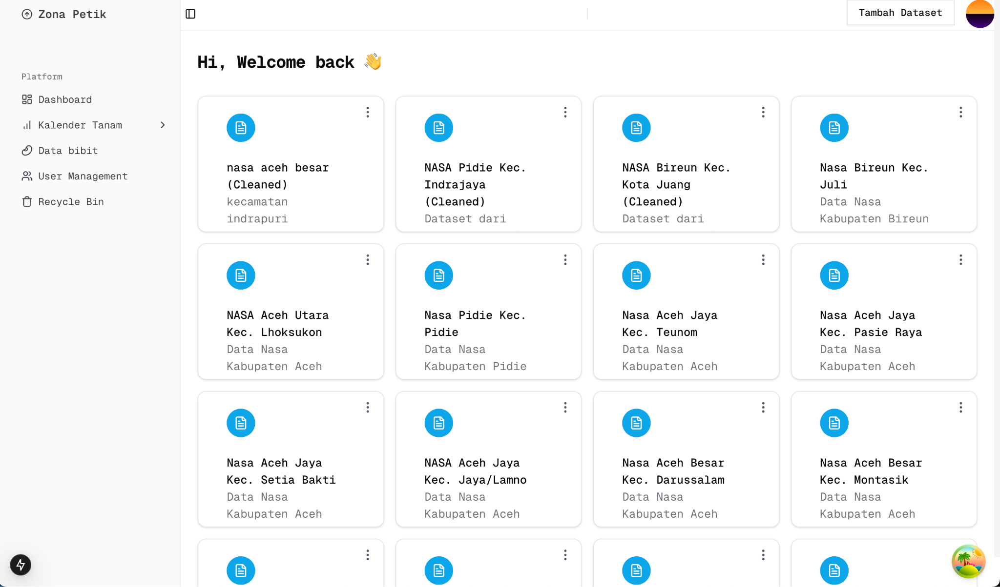 Zona Petik
Tambah Dataset
Platform
Dashboard
Kalender Tanam
Data bibit
User Management
Recycle Bin
Hi, Welcome back 👋
nasa aceh besar
(Cleaned)
kecamatan
indrapuri
NASA Pidie Kec.
Indrajaya
(Cleaned)
Dataset dari
NASA Bireun Kec.
Kota Juang
(Cleaned)
Dataset dari
Nasa Bireun Kec.
Juli
Data Nasa
Kabupaten Bireun
NASA Aceh Utara
Kec. Lhoksukon
Data Nasa
Kabupaten Aceh
Nasa Pidie Kec.
Pidie
Data Nasa
Kabupaten Pidie
Nasa Aceh Jaya
Kec. Teunom
Data Nasa
Kabupaten Aceh
Nasa Aceh Jaya
Kec. Pasie Raya
Data Nasa
Kabupaten Aceh
Nasa Aceh Jaya
Kec. Setia Bakti
Data Nasa
Kabupaten Aceh
NASA Aceh Jaya
Kec. Jaya/Lamno
Data Nasa
Kabupaten Aceh
Nasa Aceh Besar
Kec. Darussalam
Data Nasa
Kabupaten Aceh
Nasa Aceh Besar
Kec. Montasik
Data Nasa
Kabupaten Aceh